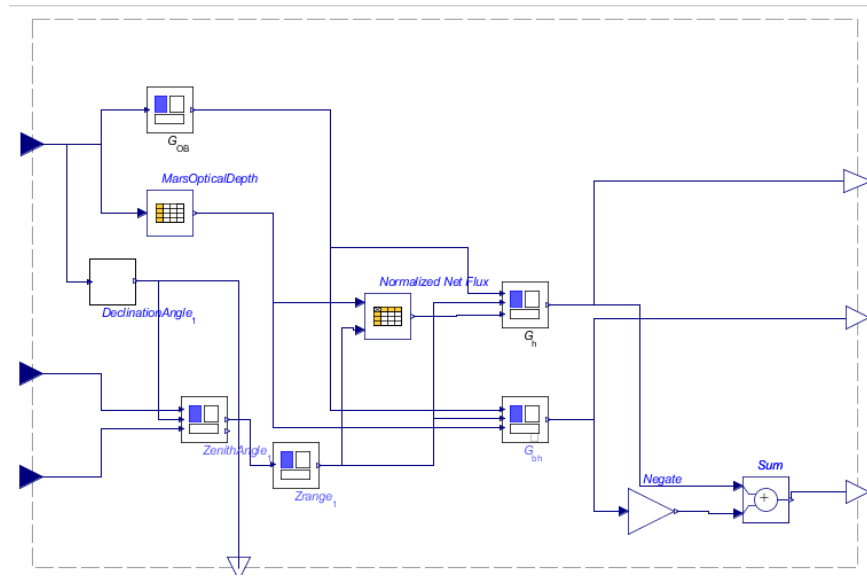 G_OB
MarsOpticalDepth
Normalized Net Flux
DeclinationAngle_1
G_h
ZenithAngle_1
G_bh
Zrange_1
Negate
Sum